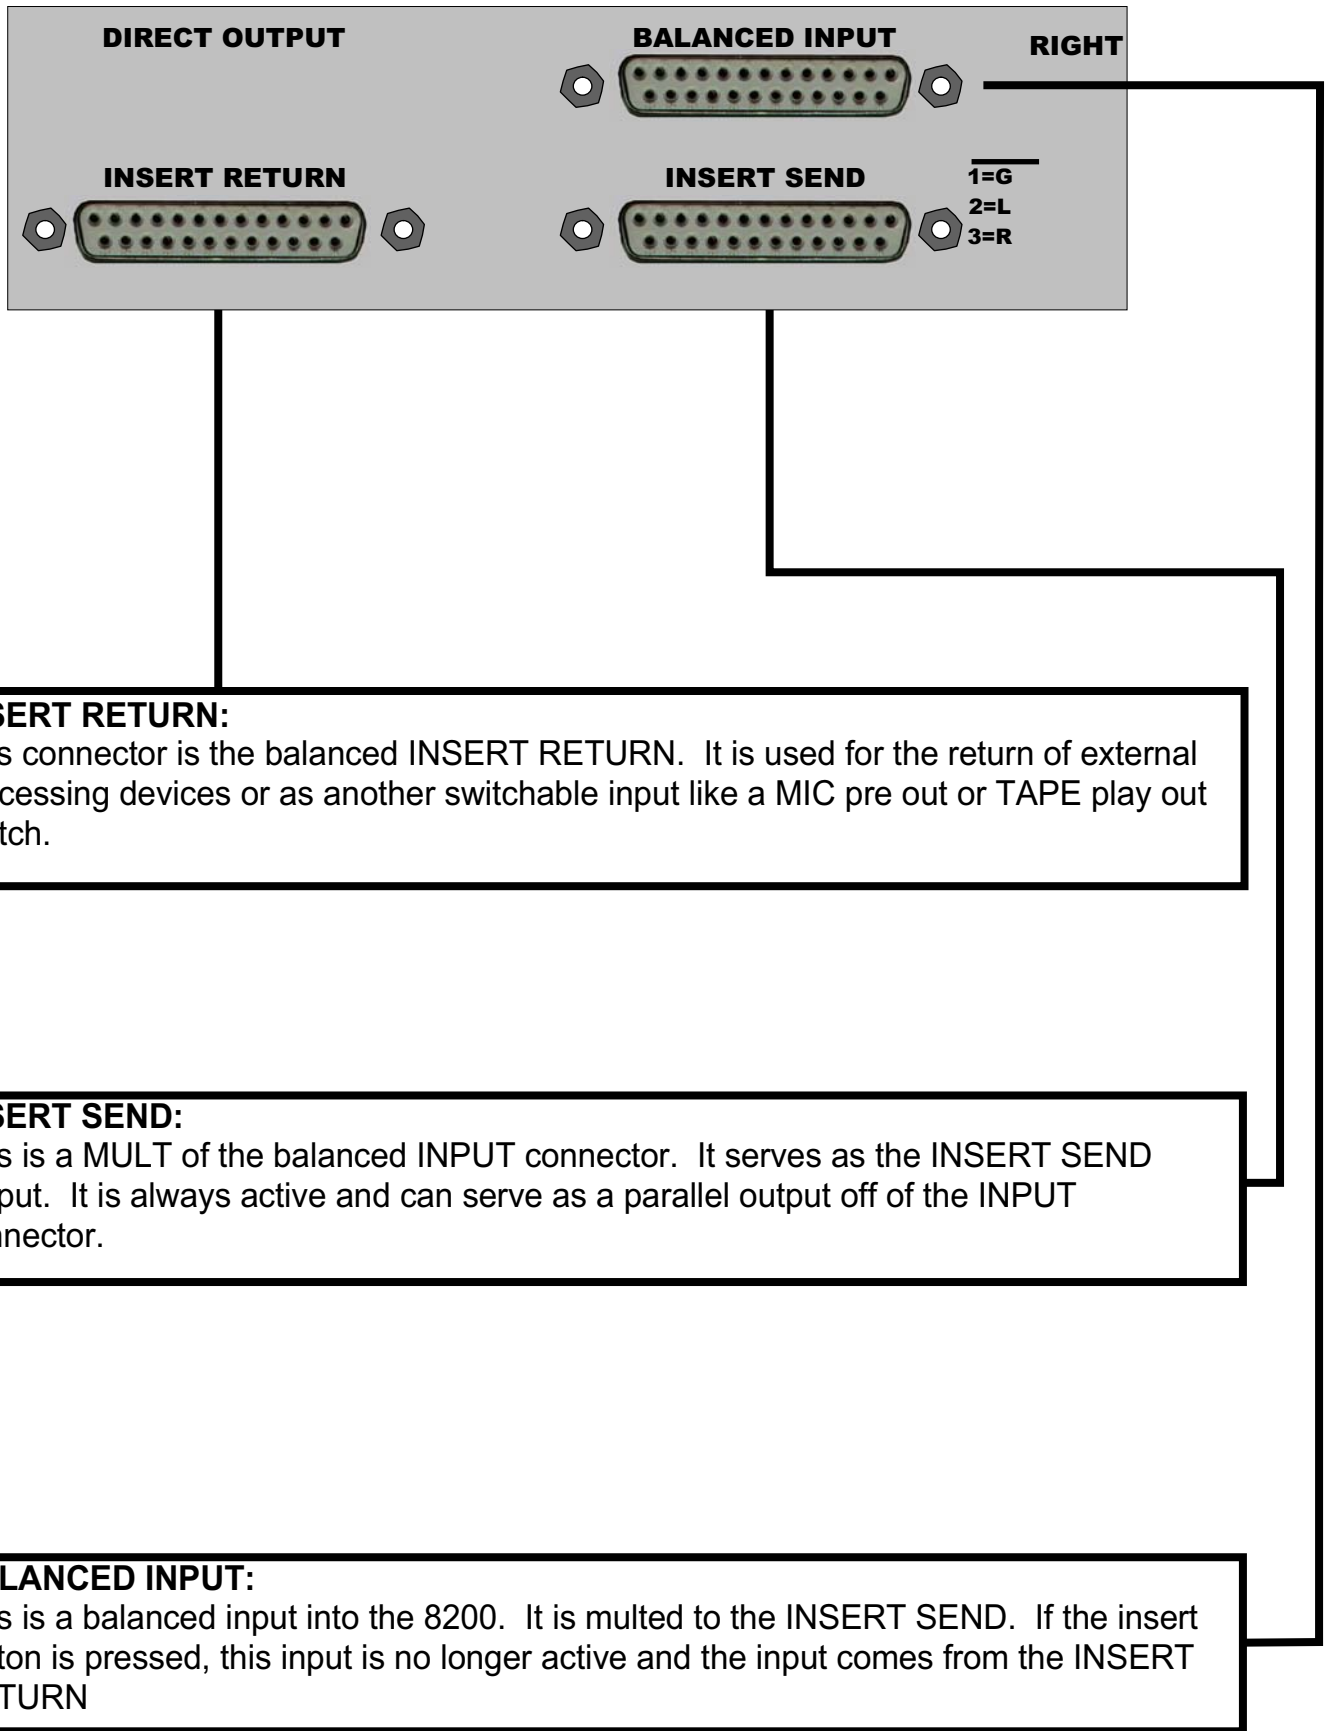 DIRECT OUTPUT
BALANCED INPUT
RIGHT
INSERT RETURN
INSERT SEND
1=G
2=L
3=R
SERT RETURN:
s connector is the balanced INSERT RETURN. It is used for the return of external
cessing devices or as another switchable input like a MIC pre out or TAPE play out
tch.
SERT SEND:
s is a MULT of the balanced INPUT connector. It serves as the INSERT SEND
put. It is always active and can serve as a parallel output off of the INPUT
nnector.
LANCED INPUT:
s is a balanced input into the 8200. It is multed to the INSERT SEND. If the insert
ton is pressed, this input is no longer active and the input comes from the INSERT
TURN